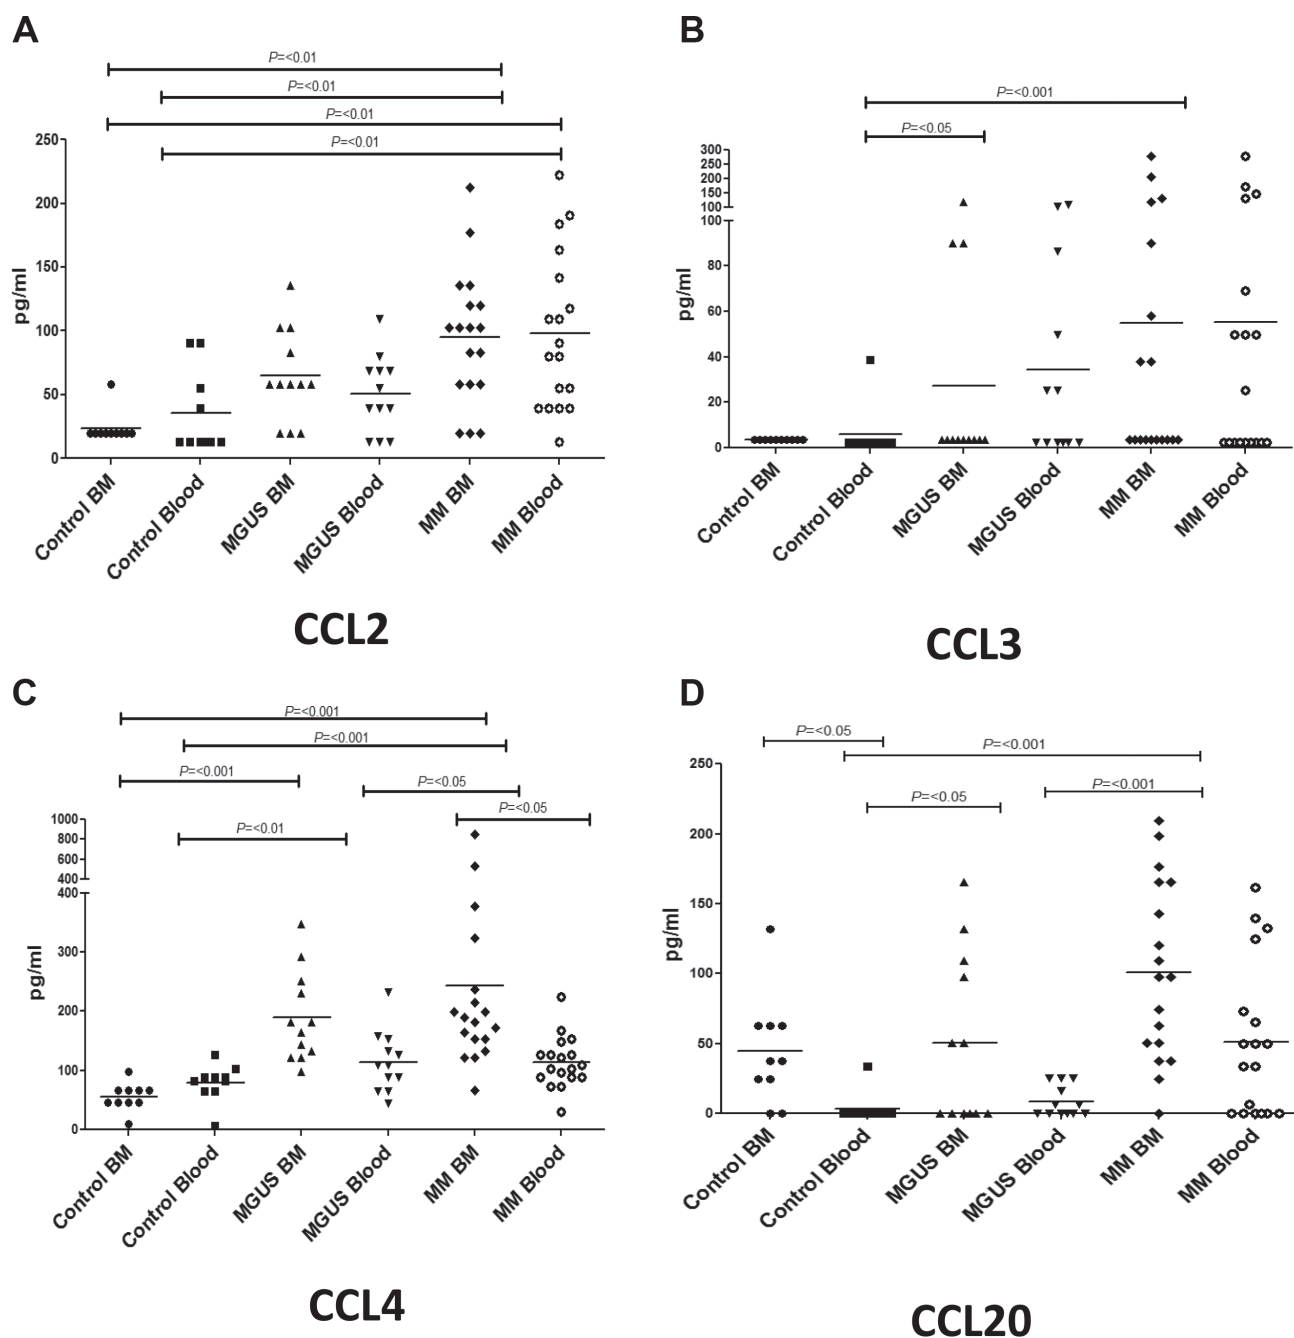 A
P=<0.01
P=<0.01
P=<0.01
P=<0.01
250
200
150
100
50
0
pg/ml
Control BM
Control Blood
MGUS BM
MGUS Blood
MM BM
MM Blood
CCL2
B
P=<0.001
P=<0.05
300
250
200
150
100
100
80
60
40
20
0
pg/ml
Control BM
Control Blood
MGUS BM
MGUS Blood
MM BM
MM Blood
CCL3
C
P=<0.001
P=<0.001
P=<0.001
P=<0.05
P=<0.05
P=<0.01
1000
800
600
400
400
300
200
100
0
pg/ml
Control BM
Control Blood
MGUS BM
MGUS Blood
MM BM
MM Blood
CCL4
D
P=<0.05
P=<0.001
P=<0.001
P=<0.05
250
200
150
100
50
0
pg/ml
Control BM
Control Blood
MGUS BM
MGUS Blood
MM BM
MM Blood
CCL20